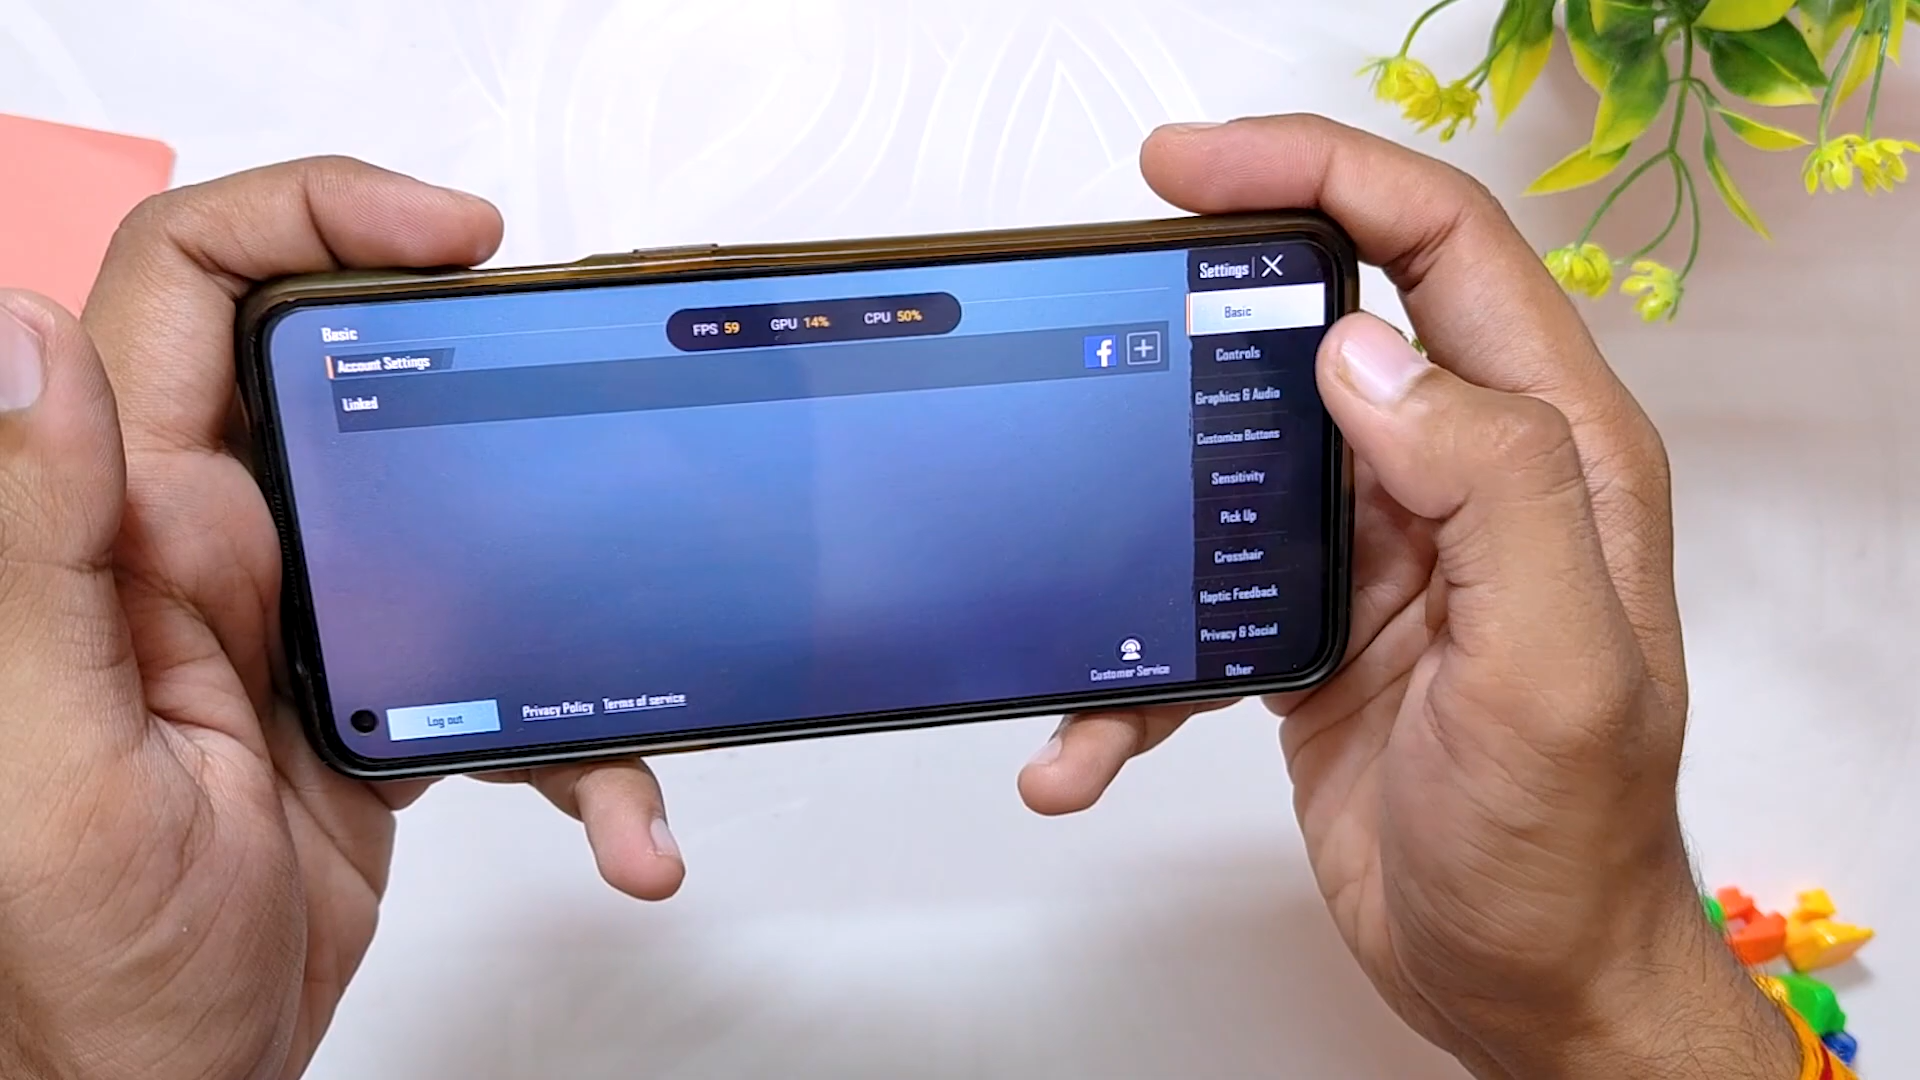 Basic
FPS 59 GPU 14% CPU 50%
Settings
Account Settings
Linked
Basic
Controls
Graphics & Audio
Customize Buttons
Sensitivity
Pick Up
Crosshair
Haptic Feedback
Privacy & Social
Other
Customer Service
Log out
Privacy Policy Terms of service